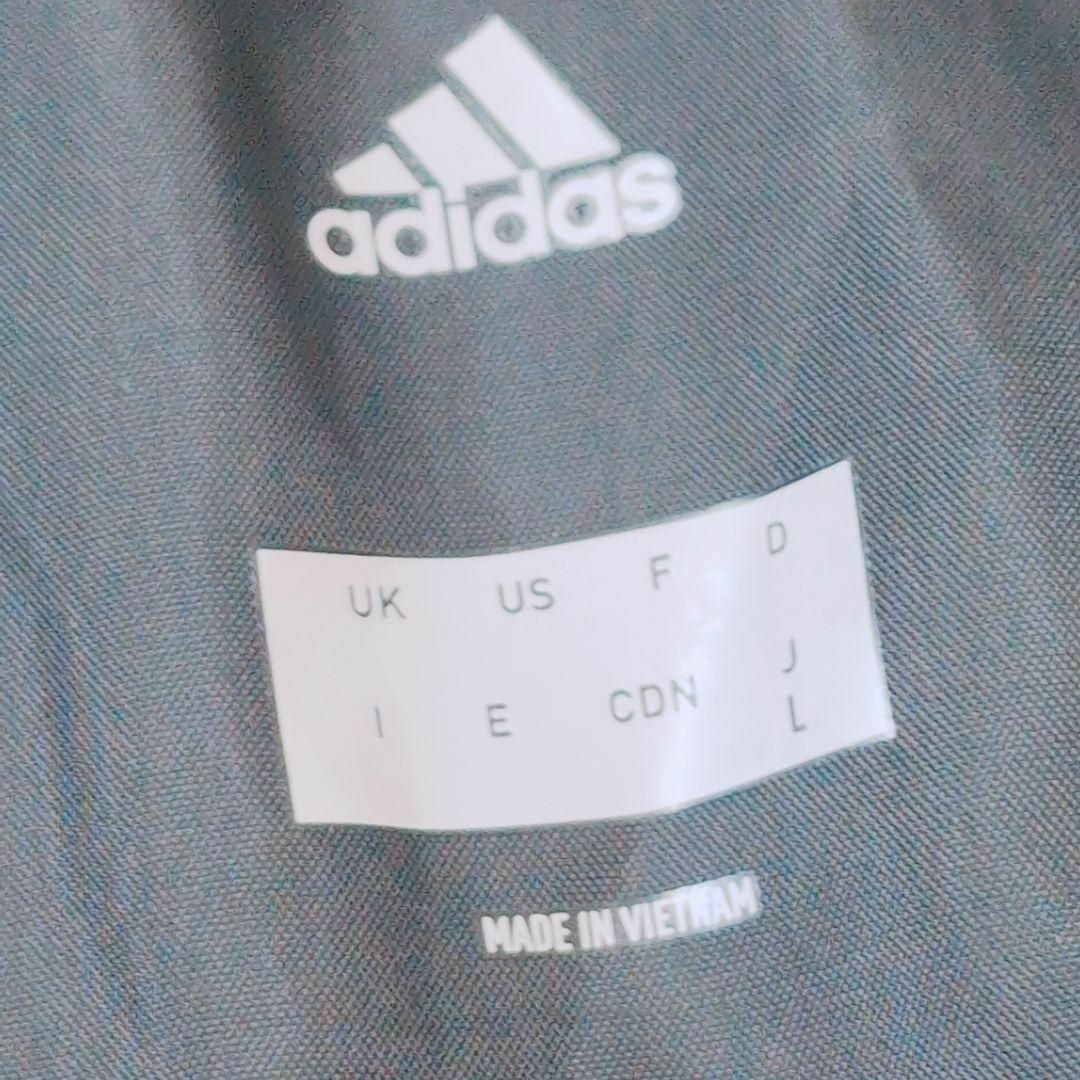 adidas
UK US F D
I E CDN J
L
MADE IN VIETNAM